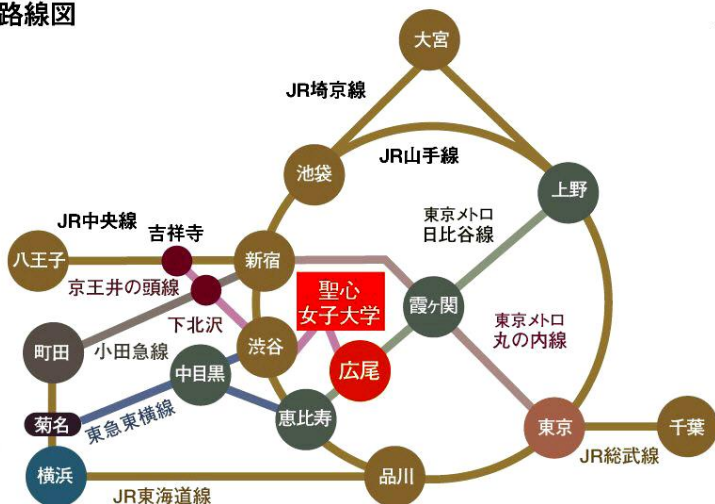 路線図
大宮
JR埼京線
JR山手線
池袋
上野
東京メトロ
日比谷線
JR中央線
吉祥寺
八王子
新宿
京王井の頭線
聖心
女子大学
霞ヶ関
下北沢
東京メトロ
丸の内線
町田
小田急線
渋谷
中目黒
広尾
菊名
東急東横線
恵比寿
東京
千葉
JR総武線
横浜
品川
JR東海道線